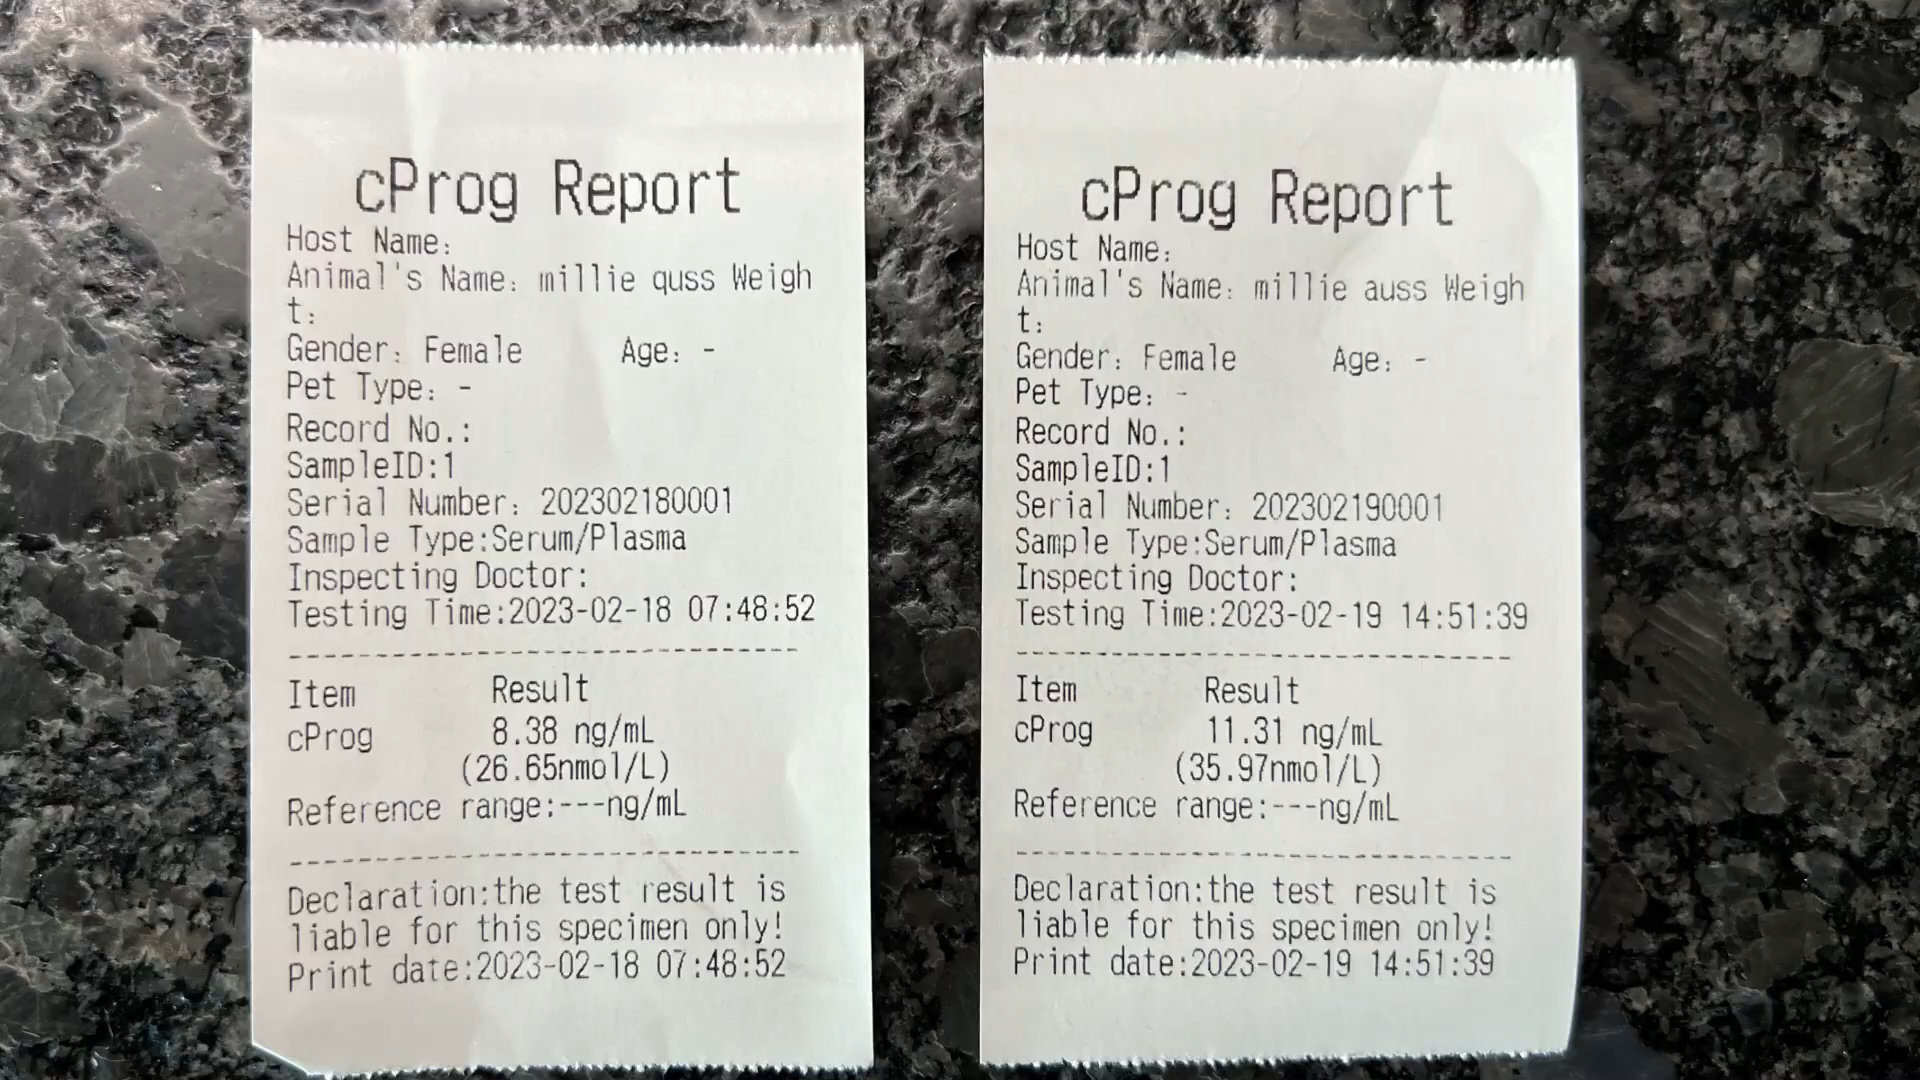 cProg Report
Host Name:
Animal's Name: millie quss Weigh
t:
Gender: Female Age: -
Pet Type: -
Record No.:
SampleID:1
Serial Number: 202302180001
Sample Type:Serum/Plasma
Inspecting Doctor:
Testing Time:2023-02-18 07:48:52
--------------------------------
Item Result
cProg 8.38 ng/mL
(26.65nmol/L)
Reference range:---ng/mL
--------------------------------
Declaration:the test result is
liable for this specimen only!
Print date:2023-02-18 07:48:52
cProg Report
Host Name:
Animal's Name: millie auss Weigh
t:
Gender: Female Age: -
Pet Type: -
Record No.:
SampleID:1
Serial Number: 202302190001
Sample Type:Serum/Plasma
Inspecting Doctor:
Testing Time:2023-02-19 14:51:39
--------------------------------
Item Result
cProg 11.31 ng/mL
(35.97nmol/L)
Reference range:---ng/mL
--------------------------------
Declaration:the test result is
liable for this specimen only!
Print date:2023-02-19 14:51:39